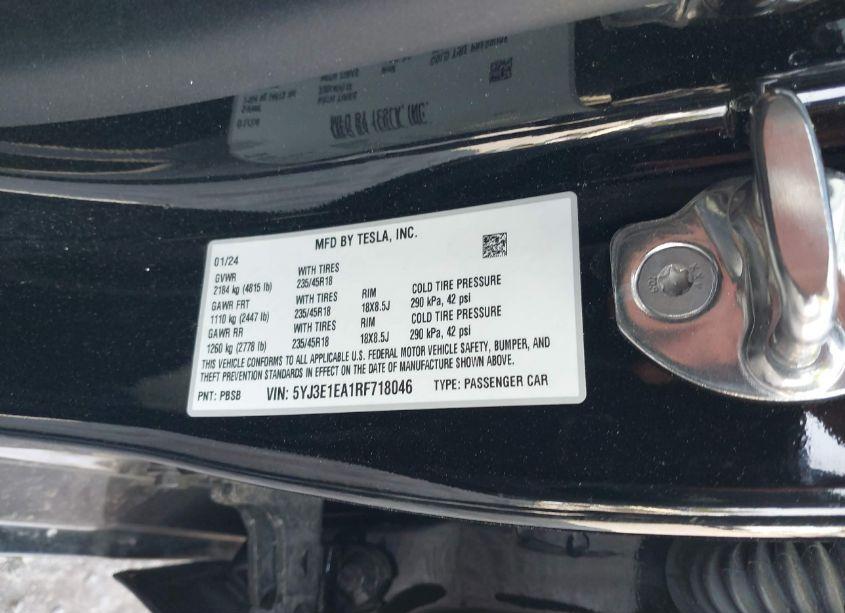 MFD BY TESLA, INC.
01/24
GVWR WITH TIRES
2184 kg (4815 lb) 235/45R18
GAWR FRT WITH TIRES RIM COLD TIRE PRESSURE
1110 kg (2447 lb) 235/45R18 18X8.5J 290 kPa, 42 psi
GAWR RR WITH TIRES RIM COLD TIRE PRESSURE
1260 kg (2778 lb) 235/45R18 18X8.5J 290 kPa, 42 psi
THIS VEHICLE CONFORMS TO ALL APPLICABLE U.S. FEDERAL MOTOR VEHICLE SAFETY, BUMPER, AND
THEFT PREVENTION STANDARDS IN EFFECT ON THE DATE OF MANUFACTURE SHOWN ABOVE.
PNT: PBSB VIN: 5YJ3E1EA1RF718046 TYPE: PASSENGER CAR